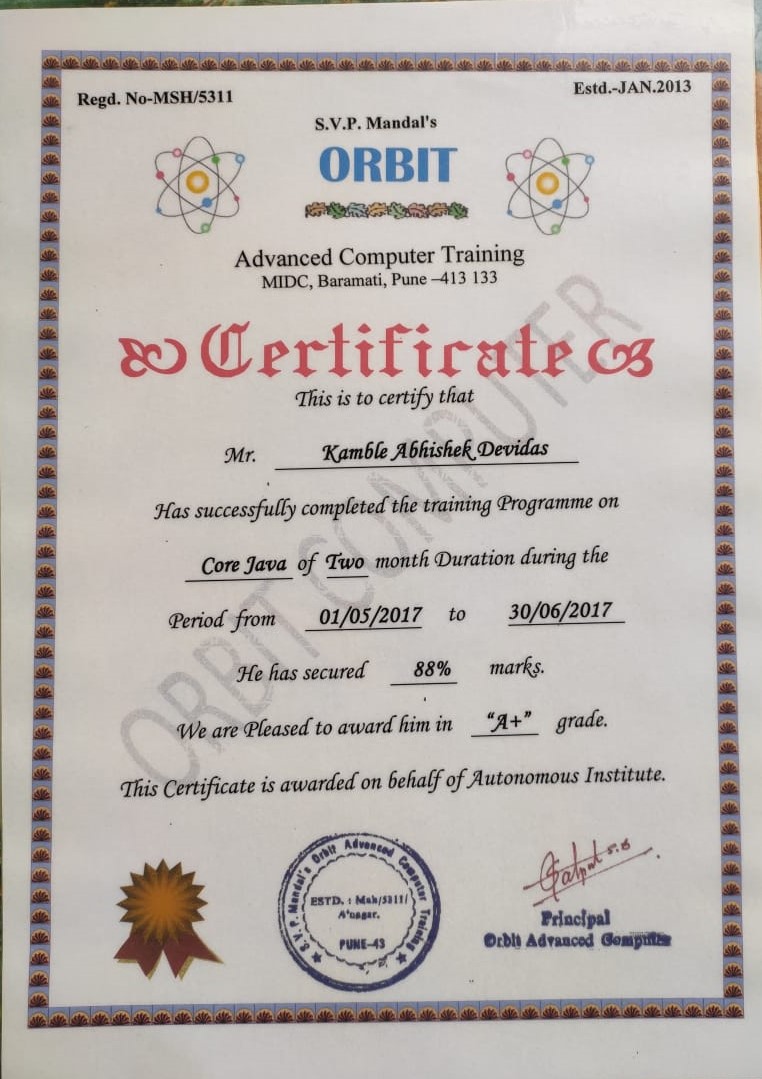 Regd. No-MSH/5311
Estd.-JAN.2013
S.V.P. Mandal's
ORBIT
Advanced Computer Training
MIDC, Baramati, Pune –413 133
Certificate
This is to certify that
Mr. Kamble Abhishek Devidas
Has successfully completed the training Programme on
Core Java of Two month Duration during the
Period from 01/05/2017 to 30/06/2017
He has secured 88% marks.
We are Pleased to award him in “A+” grade.
This Certificate is awarded on behalf of Autonomous Institute.
ORBIT COMPUTER
S.V.P. Mandal's Orbit Advanced Computer Training
ESTD. : Msh/5311/
A'nagar.
PUNE-43
Principal
Orbit Advanced Computer